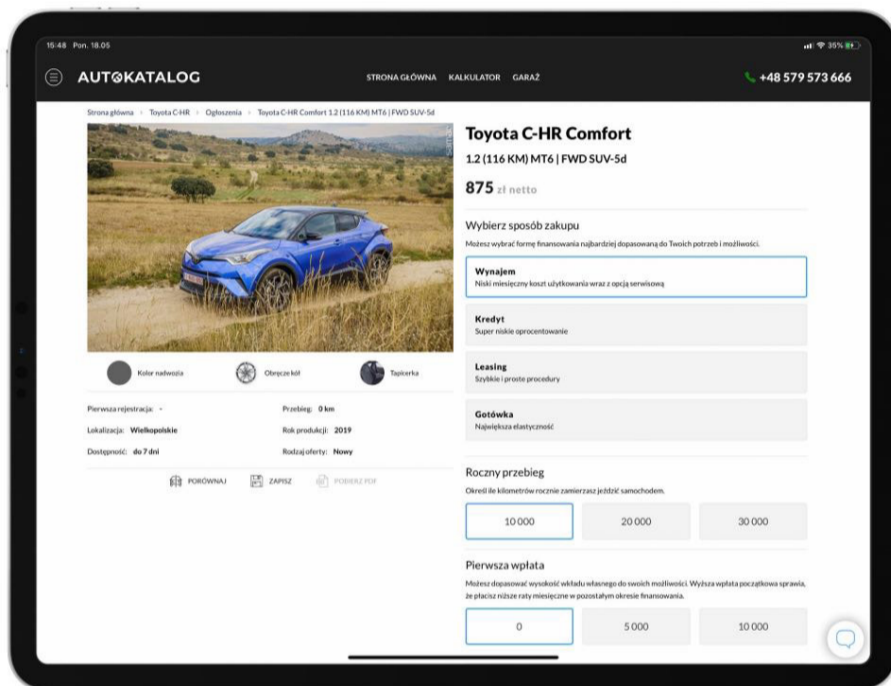 15:48 Pon. 18.05
35%
AUTOKATALOG
STRONA GŁÓWNA KALKULATOR GARAŻ
+48 579 573 666
Strona główna > Toyota C-HR > Ogłoszenia > Toyota C-HR Comfort 1.2 (116 KM) MT6 | FWD SUV-5d
Toyota C-HR Comfort
1.2 (116 KM) MT6 | FWD SUV-5d
875 zł netto
Wybierz sposób zakupu
Możesz wybrać formę finansowania najbardziej dopasowaną do Twoich potrzeb i możliwości.
Wynajem
Niski miesięczny koszt użytkowania wraz z opcją serwisową
Kredyt
Super niskie oprocentowanie
Leasing
Szybkie i proste procedury
Gotówka
Największa elastyczność
Kolor nadwozia
Obręcze kół
Tapicerka
Pierwsza rejestracja: -
Przebieg: 0 km
Lokalizacja: Wielkopolskie
Rok produkcji: 2019
Dostępność: do 7 dni
Rodzaj oferty: Nowy
PORÓWNAJ
ZAPISZ
POBIERZ PDF
Roczny przebieg
Określ ile kilometrów rocznie zamierzasz jeździć samochodem.
10 000
20 000
30 000
Pierwsza wpłata
Możesz dopasować wysokość wkładu własnego do swoich możliwości. Wyższa wpłata początkowa sprawia,
że płacisz niższe raty miesięczne w pozostałym okresie finansowania.
0
5 000
10 000